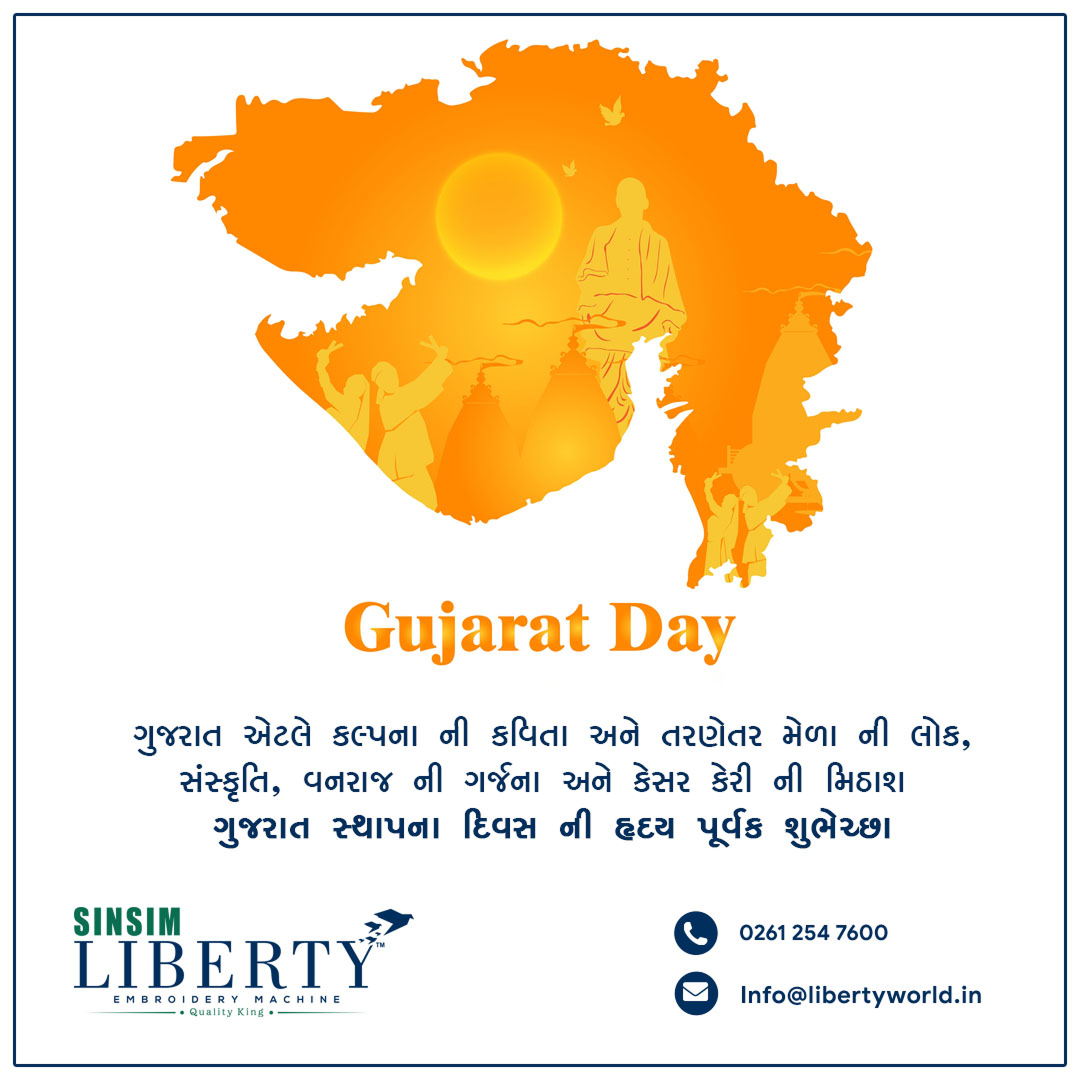 Gujarat Day
ગુજરાત એટલે કલ્પના ની કવિતા અને તરણેતર મેળા ની લોક,
સંસ્કૃતિ, વનરાજ ની ગર્જના અને કેસર કેરી ની મિઠાશ
ગુજરાત સ્થાપના દિવસ ની હૃદય પૂર્વક શુભેચ્છા
SINSIM
LIBERTY™
EMBROIDERY MACHINE
• Quality King •
0261 254 7600
Info@libertyworld.in